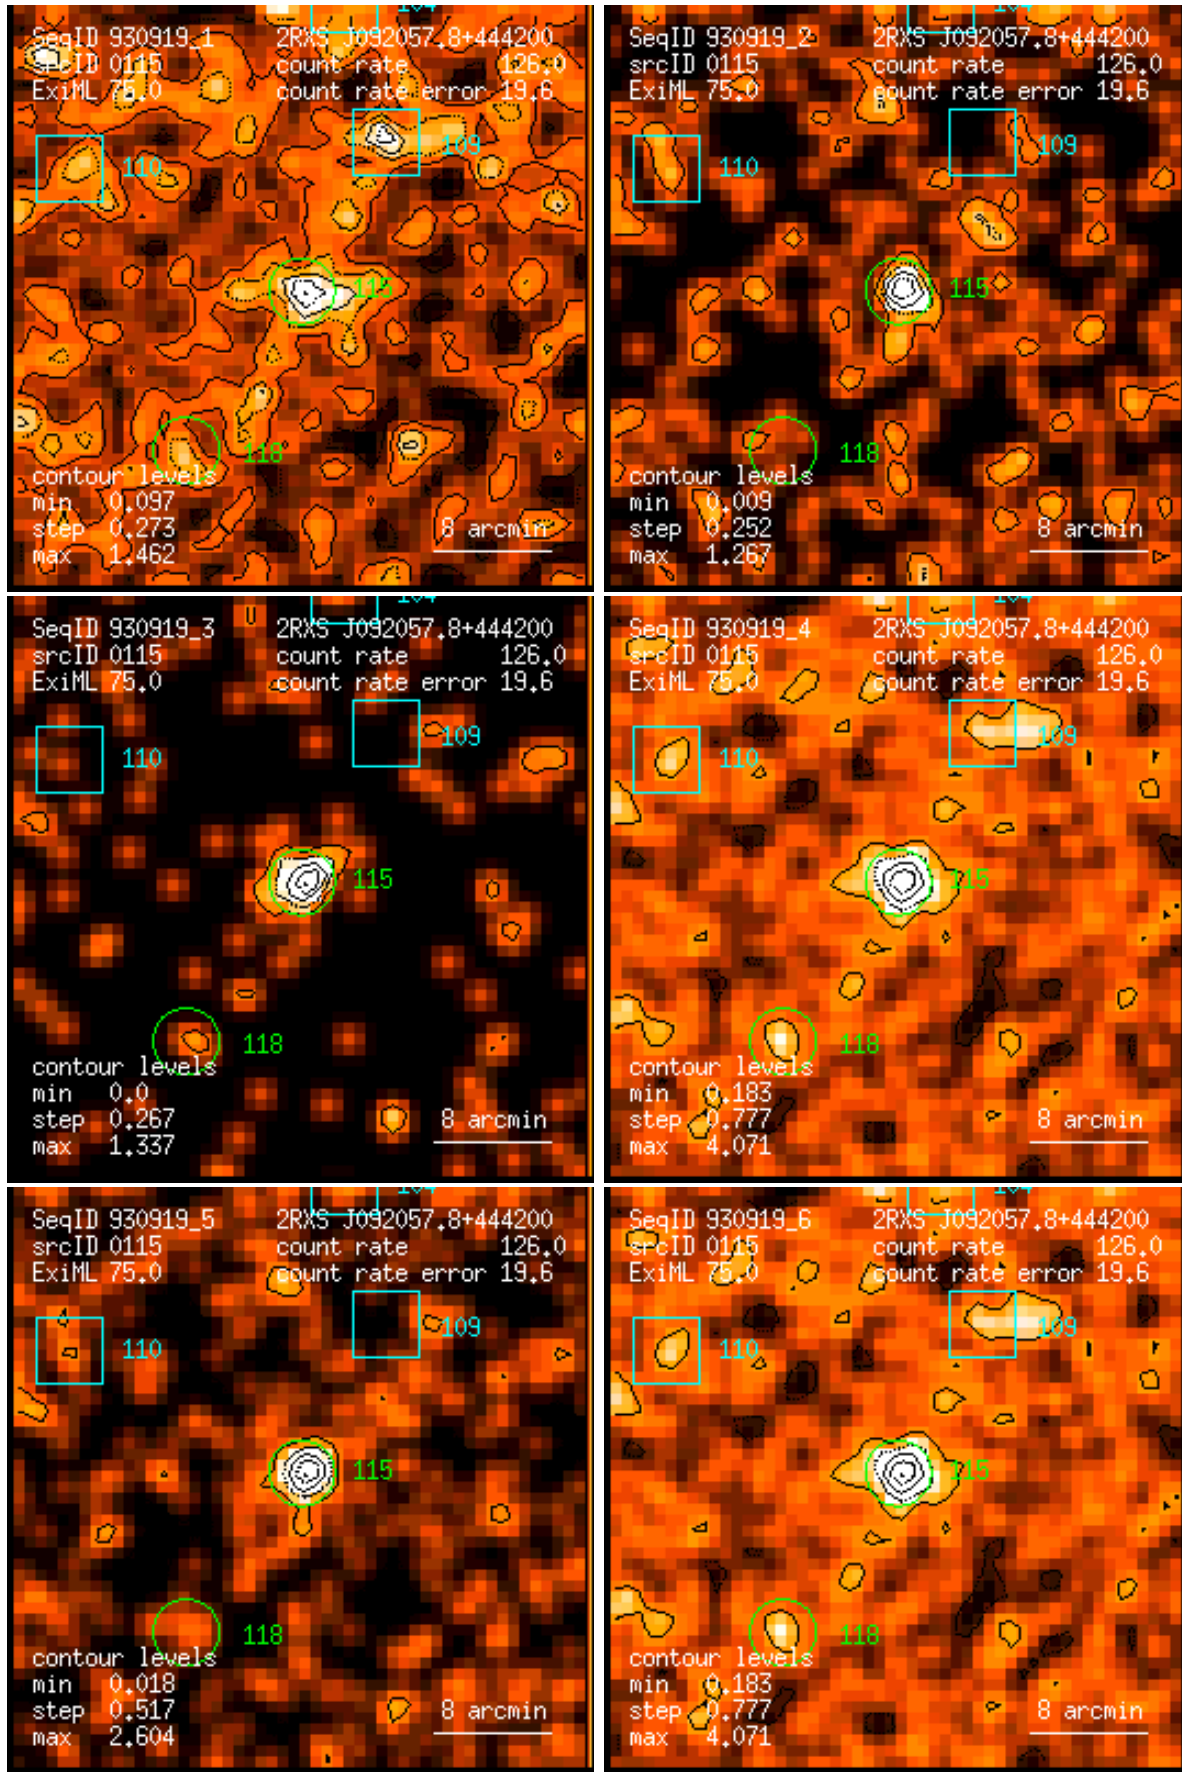 104
SeqID 930919_1 2RXS J092057.8+444200
srcID 0115 count rate 126.0
ExiML 75.0 count rate error 19.6
109
110
115
118
contour levels
min 0.097
step 0.273 8 arcmin
max 1.462
104
SeqID 930919_2 2RXS J092057.8+444200
srcID 0115 count rate 126.0
ExiML 75.0 count rate error 19.6
109
110
115
118
contour levels
min 0.009
step 0.252 8 arcmin
max 1.267
104
SeqID 930919_3 2RXS J092057.8+444200
srcID 0115 count rate 126.0
ExiML 75.0 count rate error 19.6
109
110
115
118
contour levels
min 0.0
step 0.267 8 arcmin
max 1.337
104
SeqID 930919_4 2RXS J092057.8+444200
srcID 0115 count rate 126.0
ExiML 75.0 count rate error 19.6
109
110
115
118
contour levels
min 0.183
step 0.777 8 arcmin
max 4.071
104
SeqID 930919_5 2RXS J092057.8+444200
srcID 0115 count rate 126.0
ExiML 75.0 count rate error 19.6
109
110
115
118
contour levels
min 0.018
step 0.517 8 arcmin
max 2.604
104
SeqID 930919_6 2RXS J092057.8+444200
srcID 0115 count rate 126.0
ExiML 75.0 count rate error 19.6
109
110
115
118
contour levels
min 0.183
step 0.777 8 arcmin
max 4.071